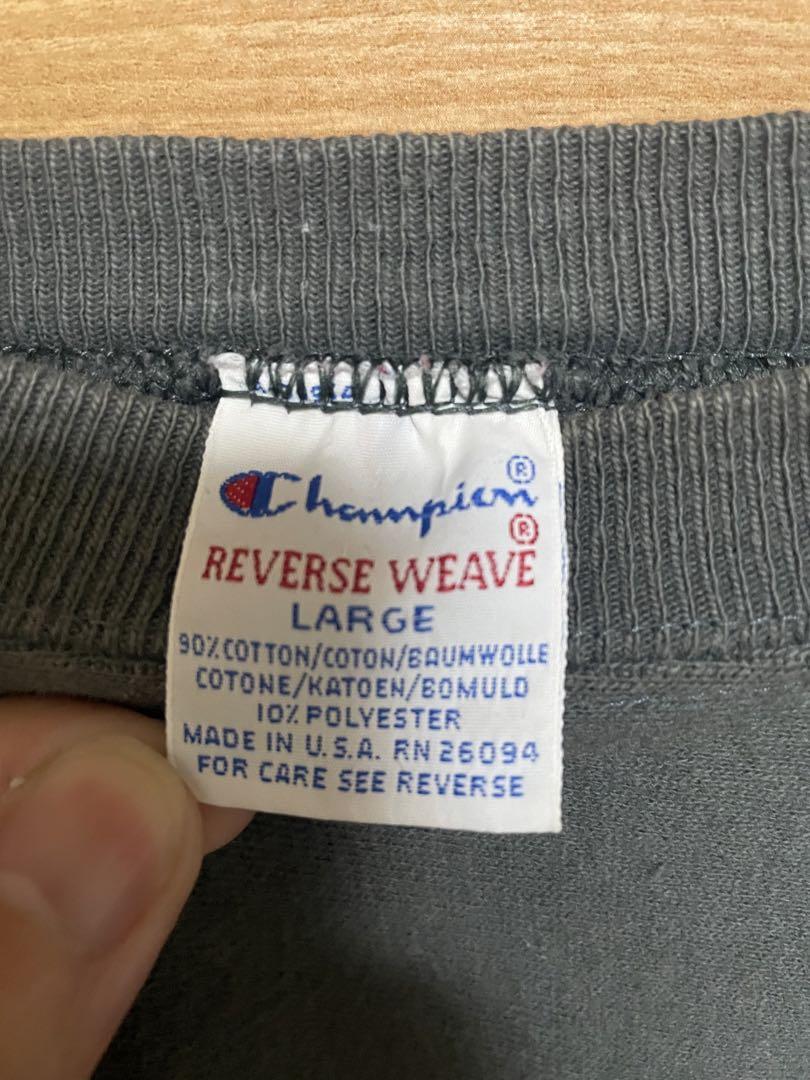 Champion®
REVERSE WEAVE®
LARGE
90% COTTON/COTON/BAUMWOLLE
COTONE/KATOEN/BOMULD
10% POLYESTER
MADE IN U.S.A. RN 26094
FOR CARE SEE REVERSE